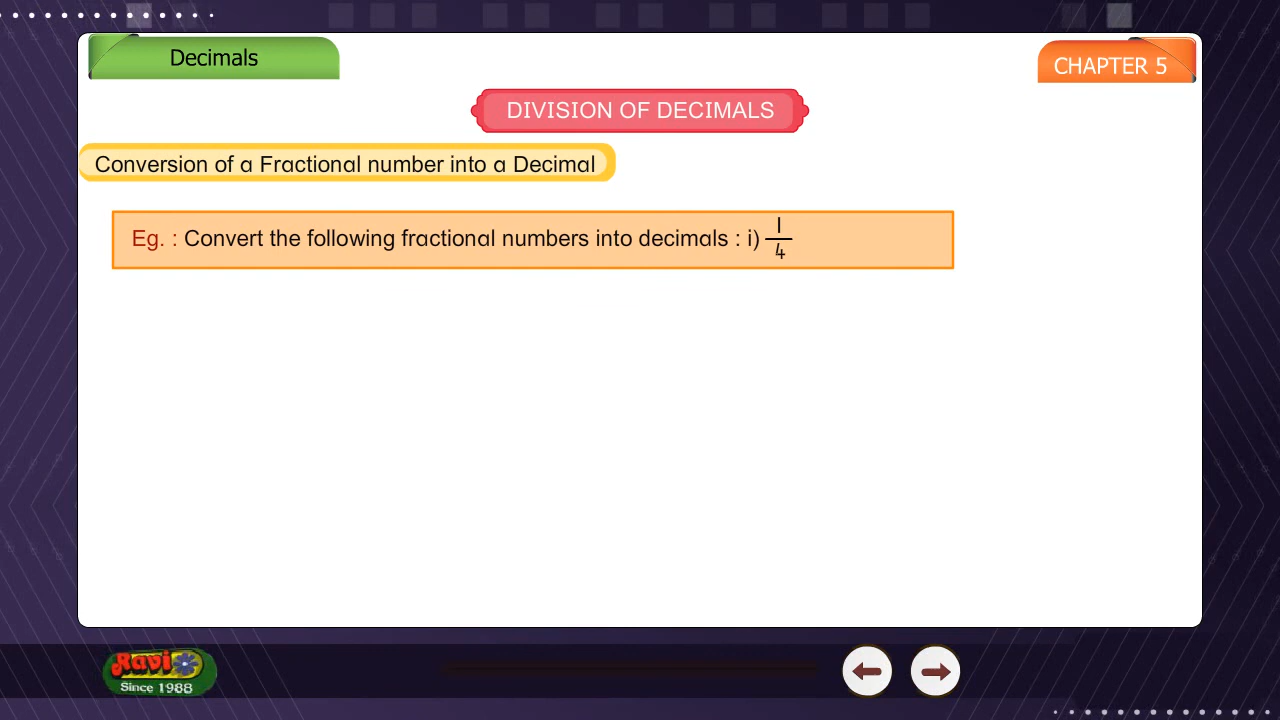 Decimals
CHAPTER 5
DIVISION OF DECIMALS
Conversion of a Fractional number into a Decimal
Eg. : Convert the following fractional numbers into decimals : i) 1/4
Ravi
Since 1988